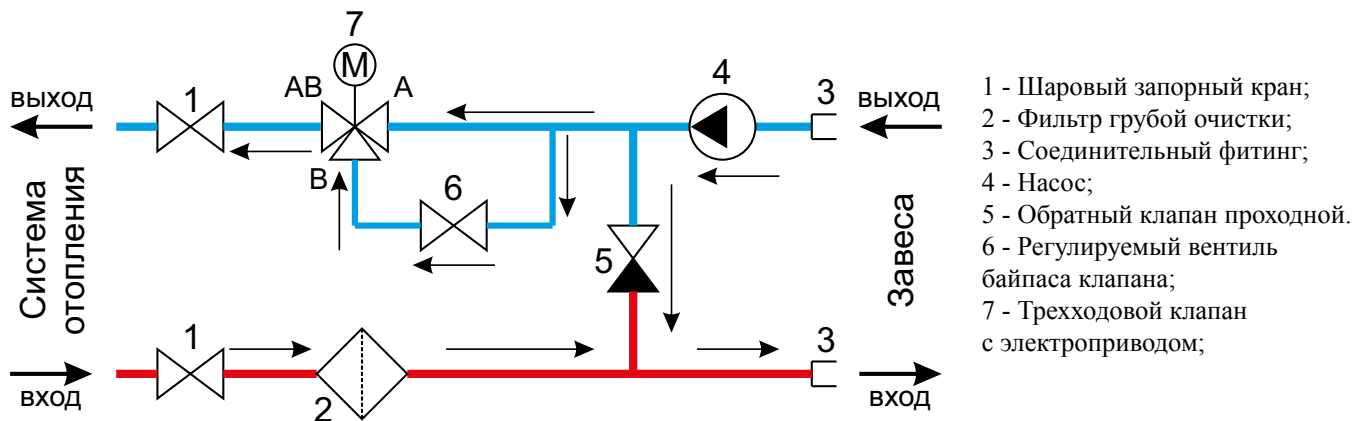 7
AB
M
A
4
3
1
выход
выход
B
6
5
Система
отопления
Завеса
1
2
3
вход
вход
1 - Шаровый запорный кран;
2 - Фильтр грубой очистки;
3 - Соединительный фитинг;
4 - Насос;
5 - Обратный клапан проходной.
6 - Регулируемый вентиль
байпаса клапана;
7 - Трехходовой клапан
с электроприводом;